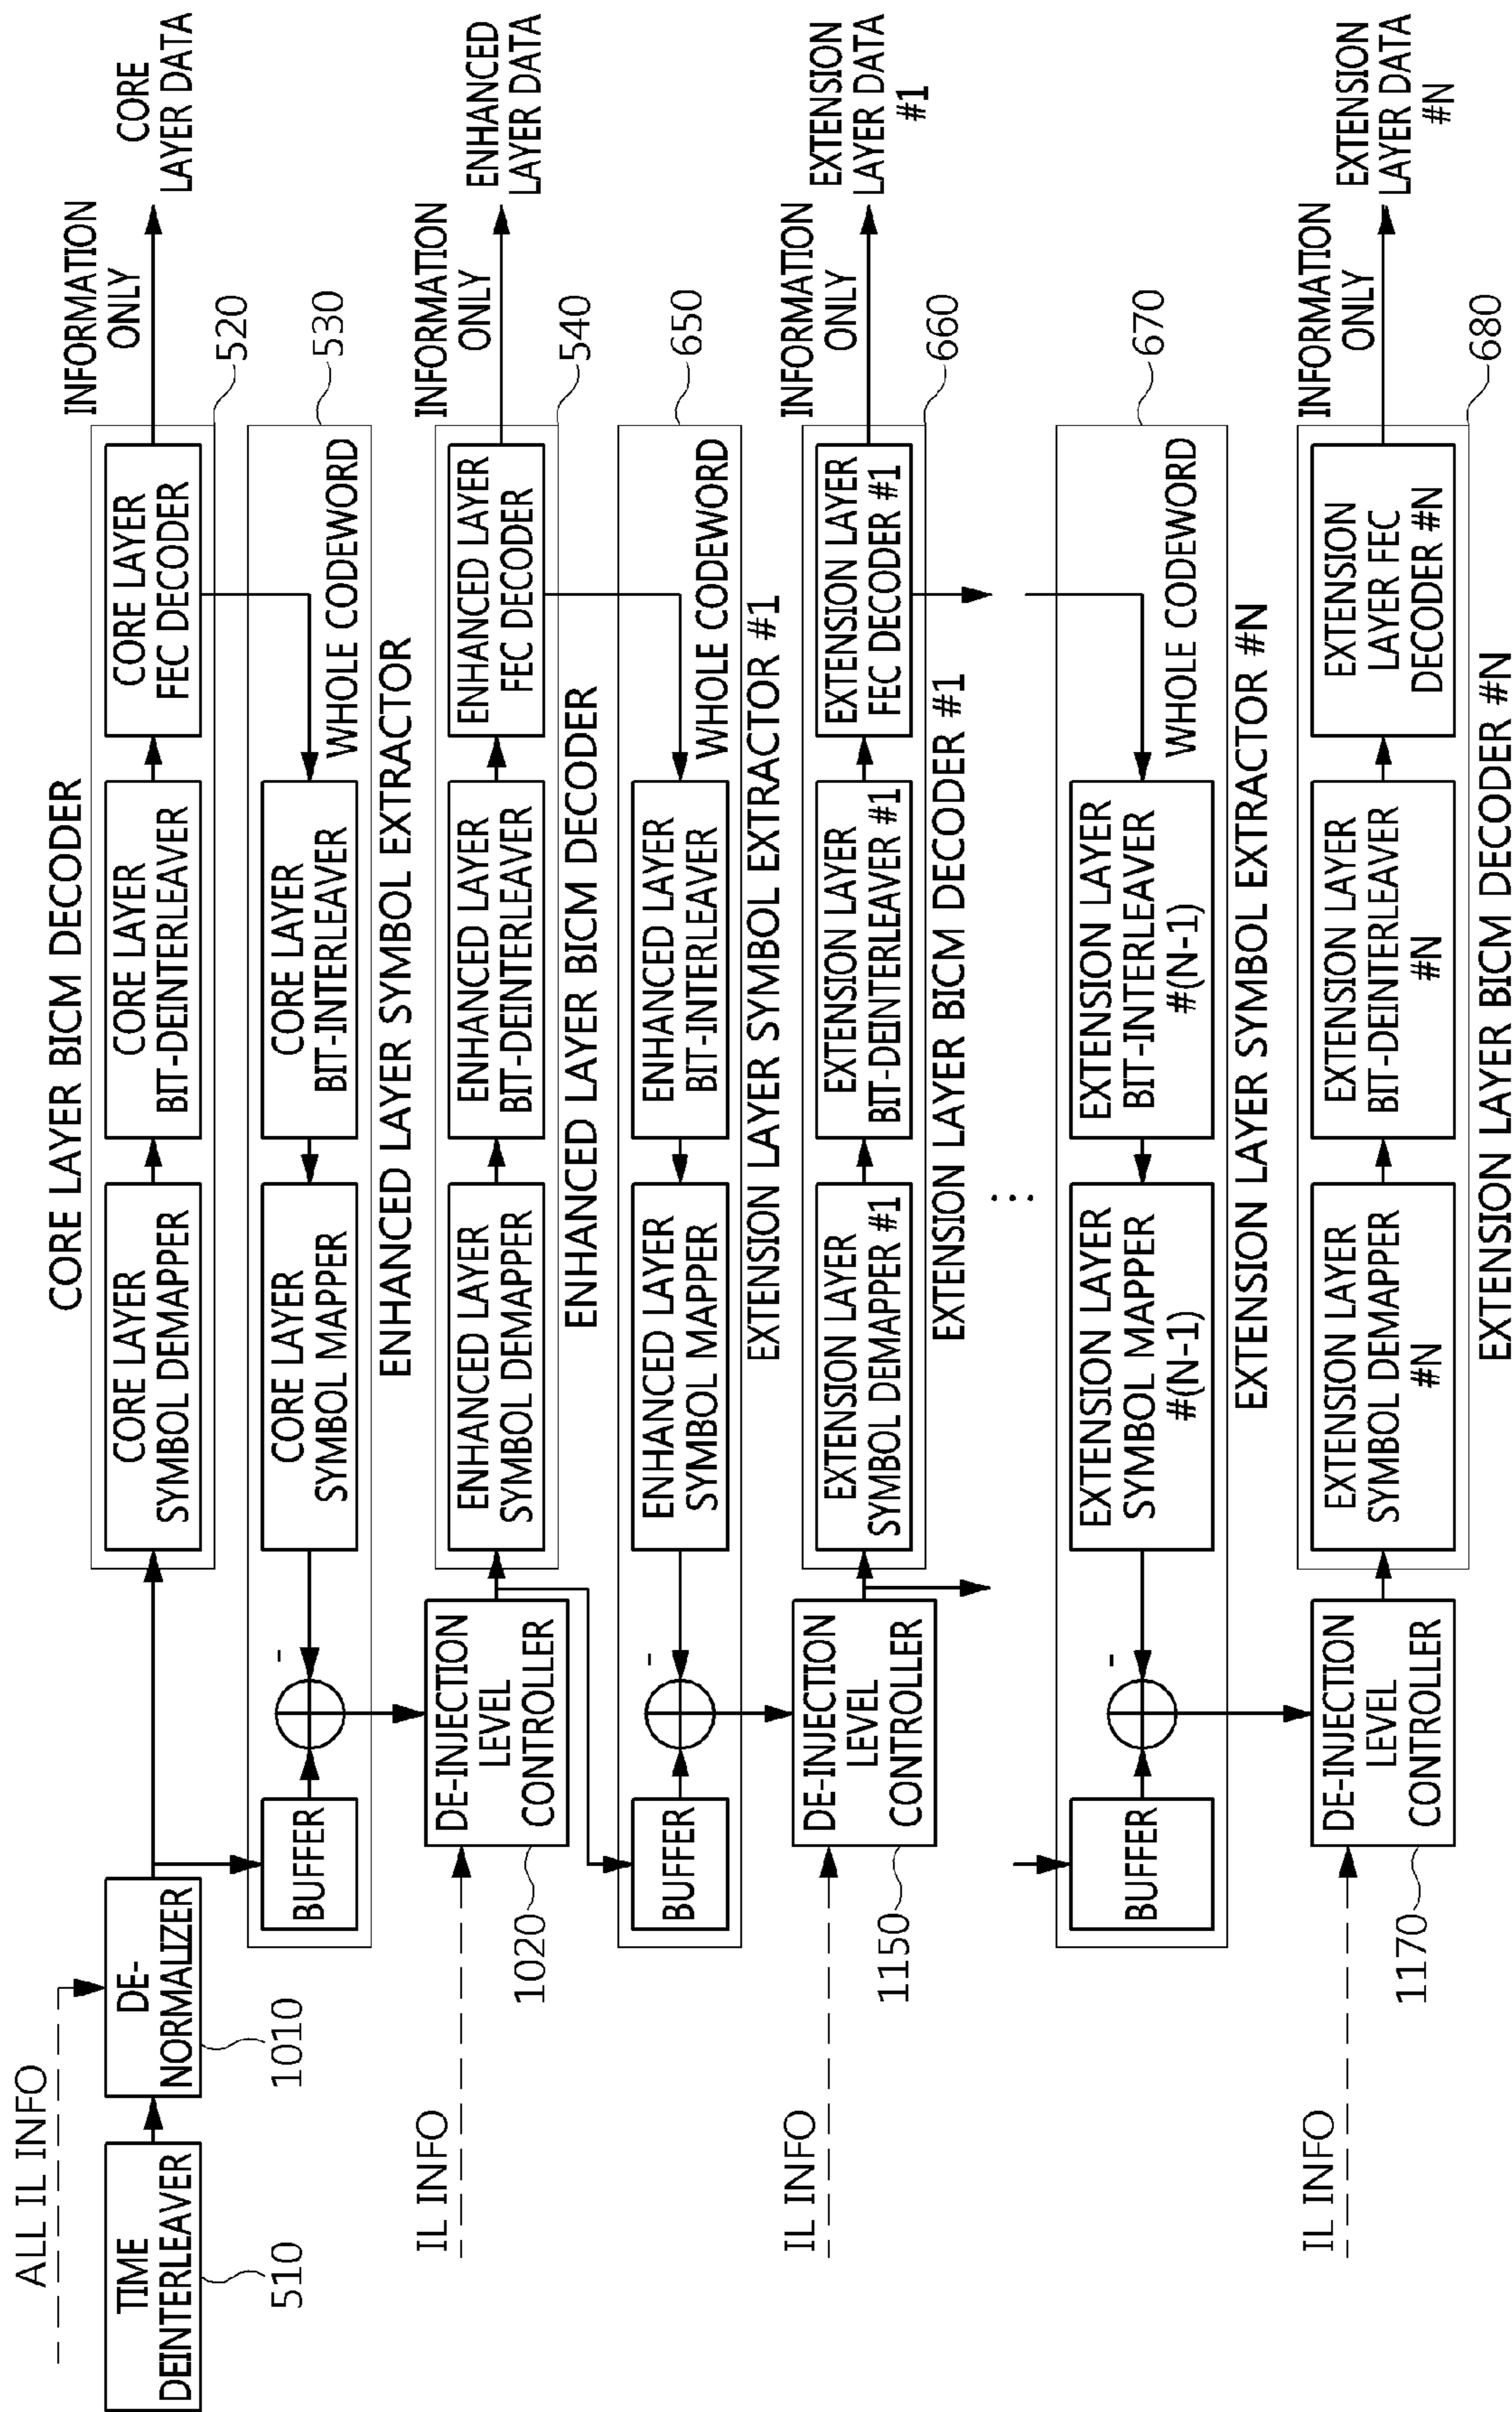 ALL IL INFO
TIME
DEINTERLEAVER
510
DE-
NORMALIZER
1010
CORE LAYER BICM DECODER
CORE LAYER
SYMBOL DEMAPPER
CORE LAYER
BIT-DEINTERLEAVER
CORE LAYER
FEC DECODER
INFORMATION
ONLY
CORE
LAYER DATA
520
BUFFER
-
CORE LAYER
SYMBOL MAPPER
CORE LAYER
BIT-INTERLEAVER
WHOLE CODEWORD
530
ENHANCED LAYER SYMBOL EXTRACTOR
IL INFO
DE-INJECTION
LEVEL
CONTROLLER
1020
ENHANCED LAYER
SYMBOL DEMAPPER
ENHANCED LAYER
BIT-DEINTERLEAVER
ENHANCED LAYER
FEC DECODER
INFORMATION
ONLY
ENHANCED
LAYER DATA
540
ENHANCED LAYER BICM DECODER
BUFFER
-
ENHANCED LAYER
SYMBOL MAPPER
ENHANCED LAYER
BIT-INTERLEAVER
WHOLE CODEWORD
650
EXTENSION LAYER SYMBOL EXTRACTOR #1
IL INFO
DE-INJECTION
LEVEL
CONTROLLER
1150
EXTENSION LAYER
SYMBOL DEMAPPER #1
EXTENSION LAYER
BIT-DEINTERLEAVER #1
EXTENSION LAYER
FEC DECODER #1
INFORMATION
ONLY
EXTENSION
LAYER DATA
#1
660
EXTENSION LAYER BICM DECODER #1
...
BUFFER
-
EXTENSION LAYER
SYMBOL MAPPER
#(N-1)
EXTENSION LAYER
BIT-INTERLEAVER
#(N-1)
WHOLE CODEWORD
670
EXTENSION LAYER SYMBOL EXTRACTOR #N
IL INFO
DE-INJECTION
LEVEL
CONTROLLER
1170
EXTENSION LAYER
SYMBOL DEMAPPER
#N
EXTENSION LAYER
BIT-DEINTERLEAVER
#N
EXTENSION
LAYER FEC
DECODER #N
INFORMATION
ONLY
EXTENSION
LAYER DATA
#N
680
EXTENSION LAYER BICM DECODER #N